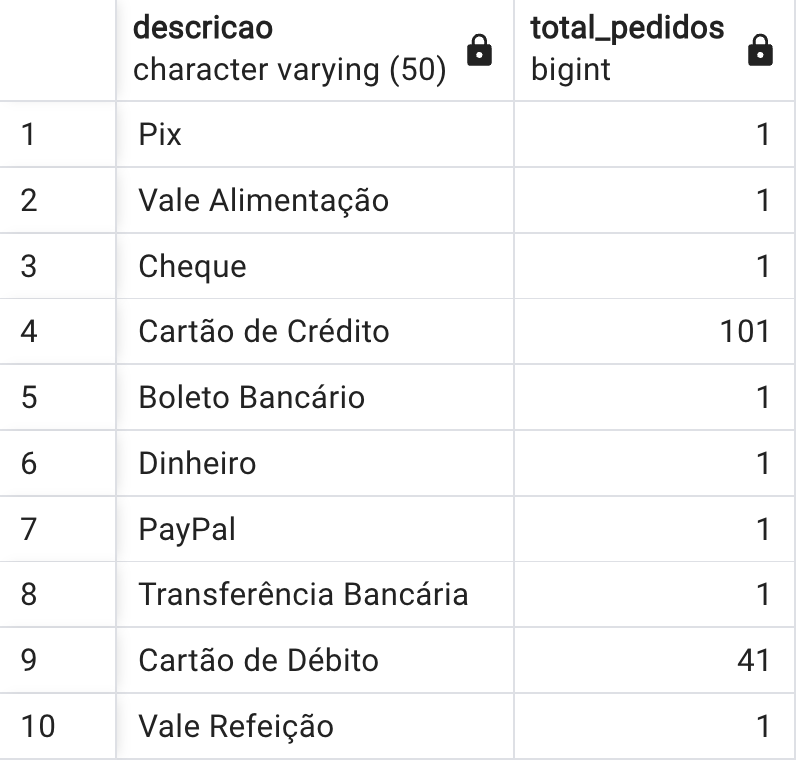 descricao total_pedidos
character varying (50) bigint
1 Pix 1
2 Vale Alimentação 1
3 Cheque 1
4 Cartão de Crédito 101
5 Boleto Bancário 1
6 Dinheiro 1
7 PayPal 1
8 Transferência Bancária 1
9 Cartão de Débito 41
10 Vale Refeição 1